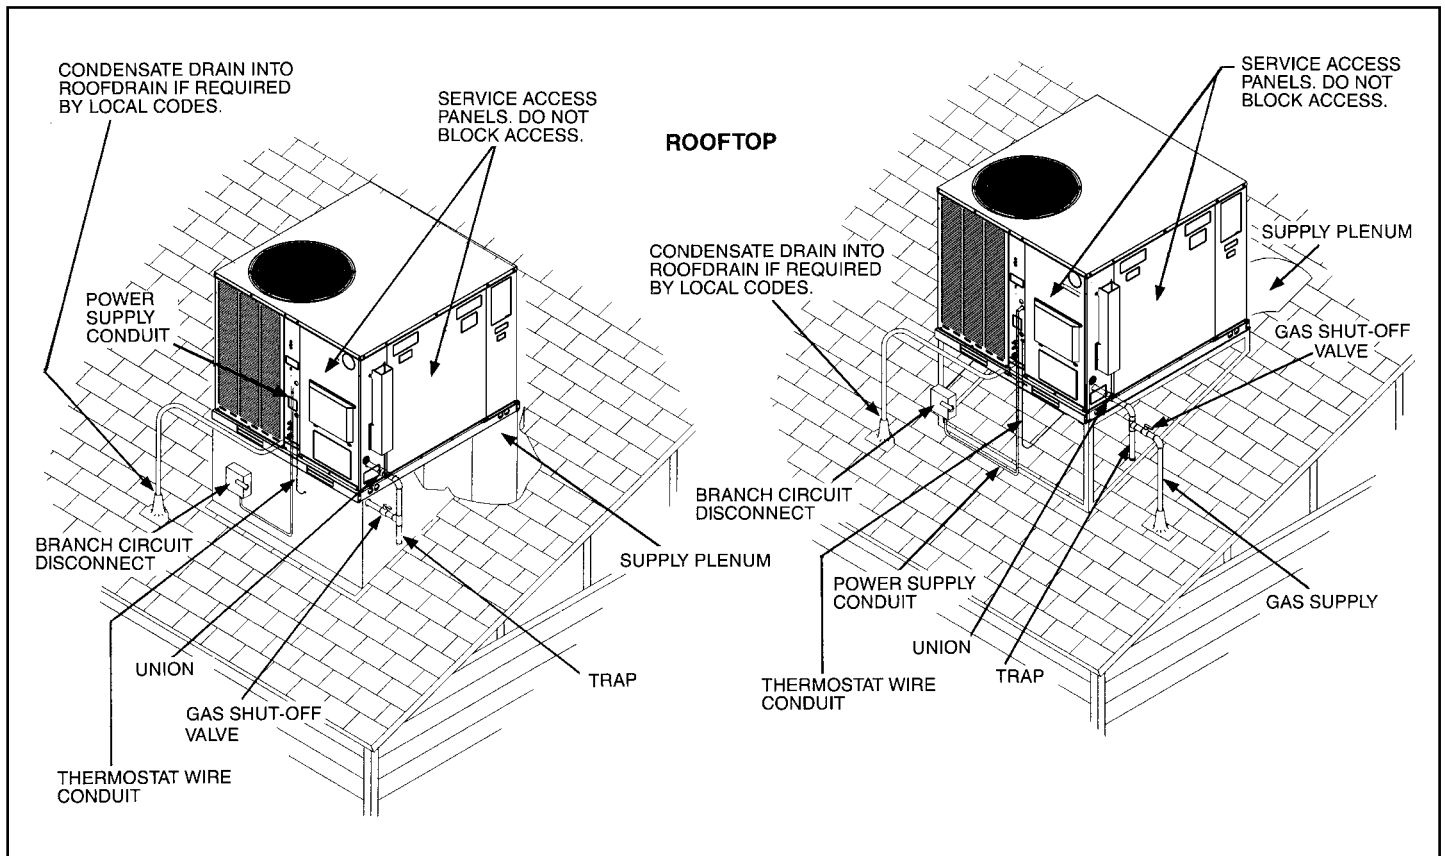 CONDENSATE DRAIN INTO
ROOFDRAIN IF REQUIRED
BY LOCAL CODES.
SERVICE ACCESS
PANELS. DO NOT
BLOCK ACCESS.
POWER
SUPPLY
CONDUIT
BRANCH CIRCUIT
DISCONNECT
SUPPLY PLENUM
UNION
TRAP
GAS SHUT-OFF
VALVE
THERMOSTAT WIRE
CONDUIT
ROOFTOP
SERVICE ACCESS
PANELS. DO NOT
BLOCK ACCESS.
SUPPLY PLENUM
CONDENSATE DRAIN INTO
ROOFDRAIN IF REQUIRED
BY LOCAL CODES.
GAS SHUT-OFF
VALVE
BRANCH CIRCUIT
DISCONNECT
POWER SUPPLY
CONDUIT
GAS SUPPLY
UNION
TRAP
THERMOSTAT WIRE
CONDUIT